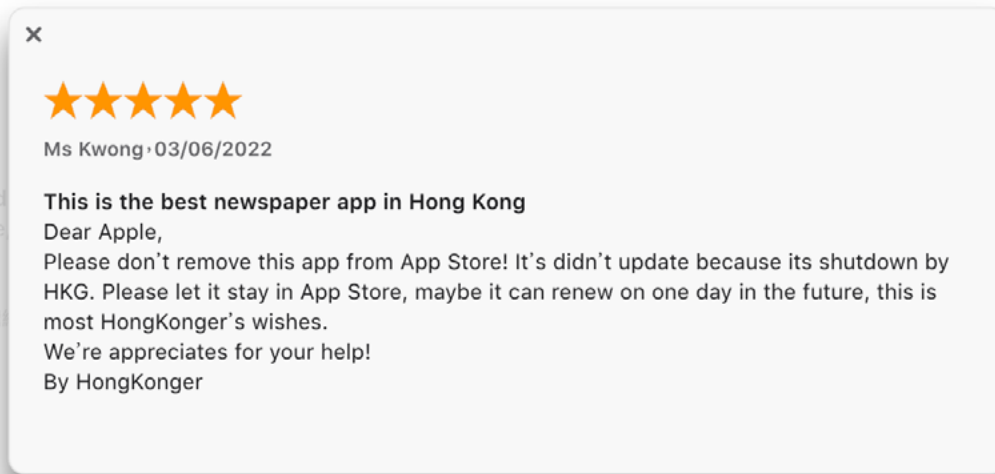 Ms Kwong › 03/06/2022
This is the best newspaper app in Hong Kong
Dear Apple,
Please don’t remove this app from App Store! It’s didn’t update because its shutdown by
HKG. Please let it stay in App Store, maybe it can renew on one day in the future, this is
most HongKonger’s wishes.
We’re appreciates for your help!
By HongKonger